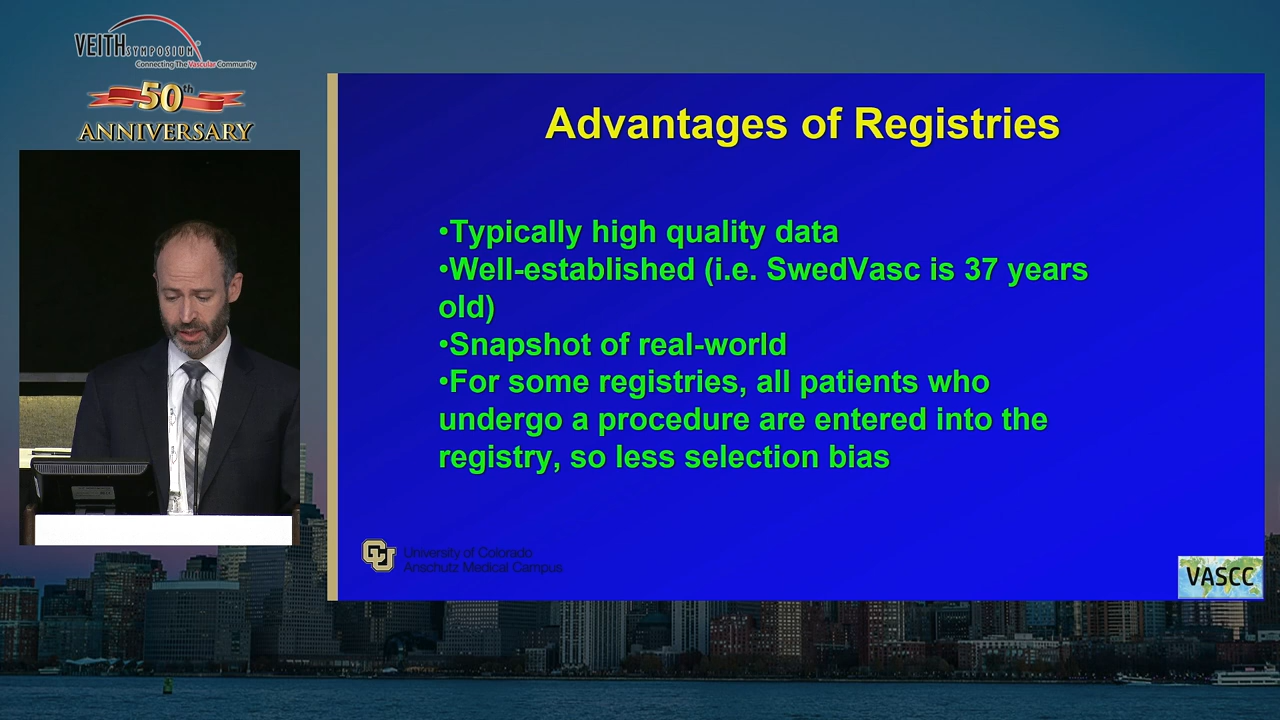 VEITHSYMPOSIUM®
Connecting The Vascular Community
50th
ANNIVERSARY
Advantages of Registries
•Typically high quality data
•Well-established (i.e. SwedVasc is 37 years
old)
•Snapshot of real-world
•For some registries, all patients who
undergo a procedure are entered into the
registry, so less selection bias
CU
University of Colorado
Anschutz Medical Campus
VASCC